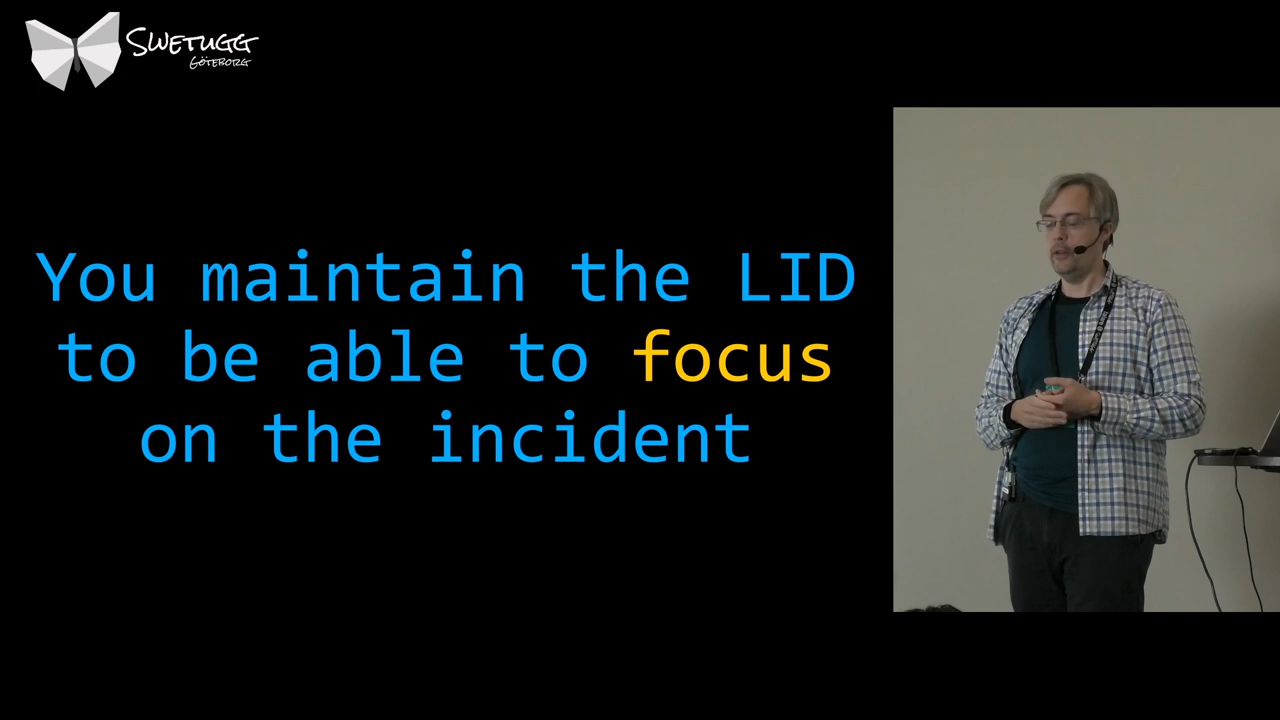 SWETUGG
GÖTEBORG
You maintain the LID
to be able to focus
on the incident